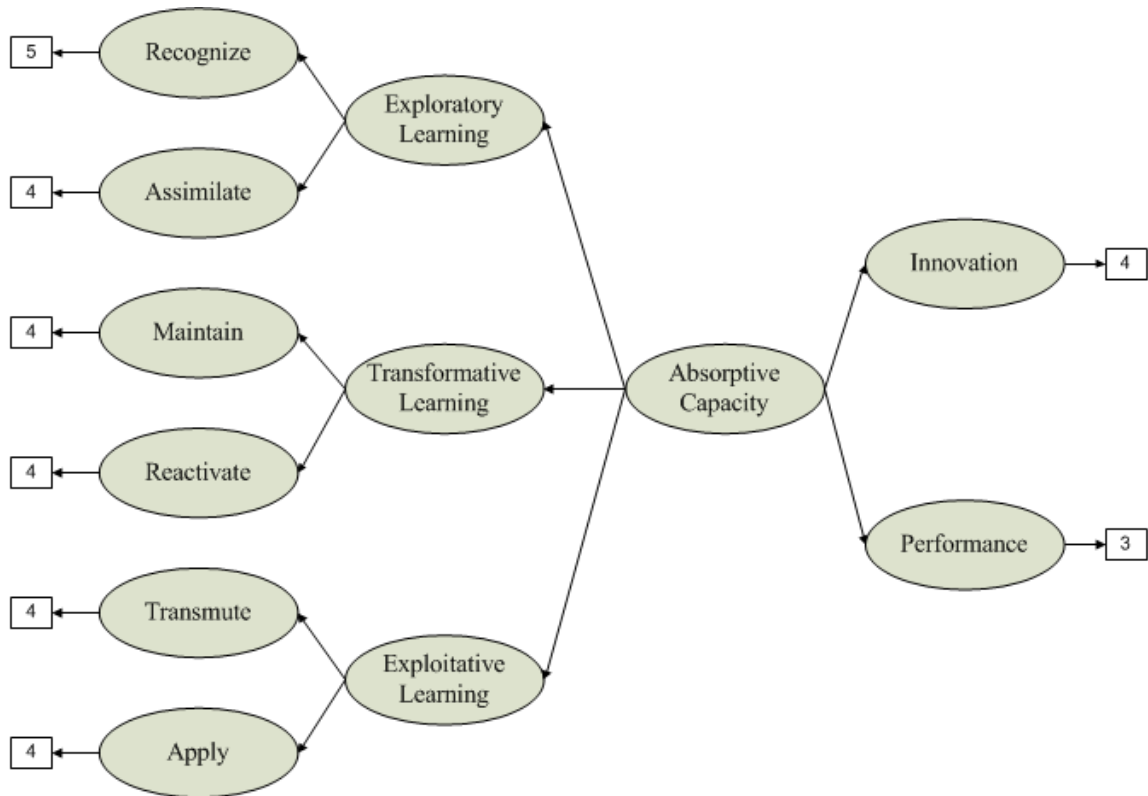 5
Recognize
Exploratory
Learning
4
Assimilate
Innovation
4
4
Maintain
Transformative
Learning
Absorptive
Capacity
4
Reactivate
Performance
3
4
Transmute
Exploitative
Learning
4
Apply